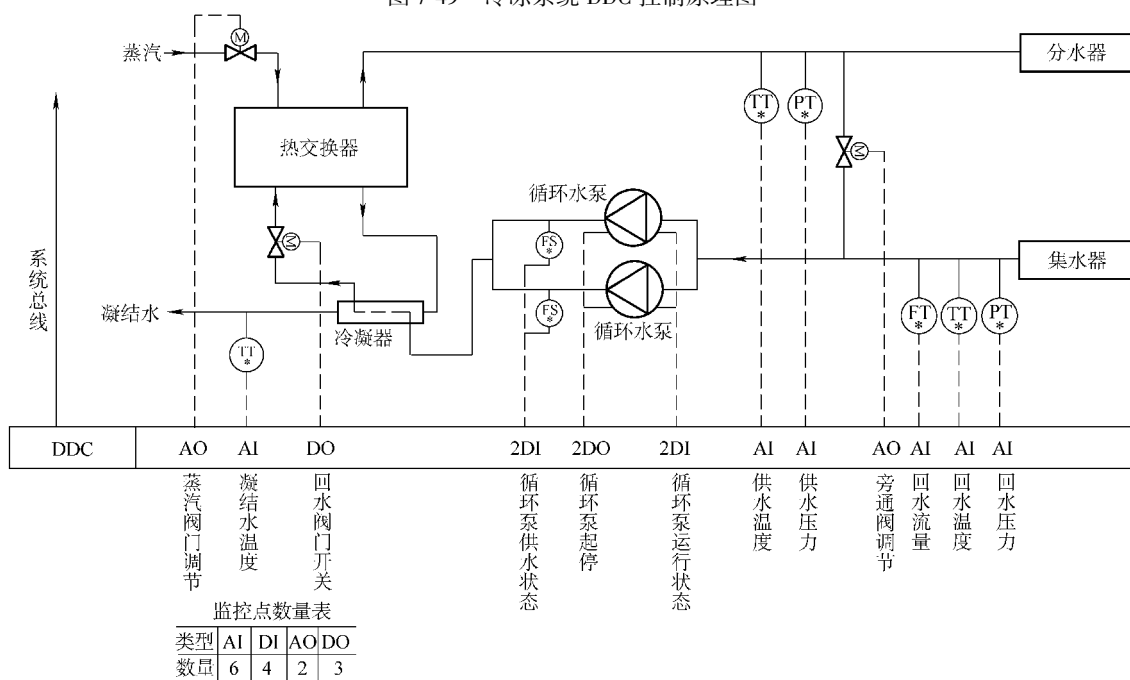 图 7-49 冷冻系统 DDC 控制原理图
蒸汽
M
分水器
TT
*
PT
*
热交换器
M
循环水泵
FS
*
M
系统总线
集水器
凝结水
冷凝器
FS
*
循环水泵
FT
*
TT
*
PT
*
TT
*
DDC AO AI DO 2DI 2DO 2DI AI AI AO AI AI AI
蒸汽阀门调节
凝结水温度
回水阀门开关
循环泵供水状态
循环泵起停
循环泵运行状态
供水温度
供水压力
旁通阀调节
回水流量
回水温度
回水压力
监控点数量表
类型 AI DI AO DO
数量 6 4 2 3